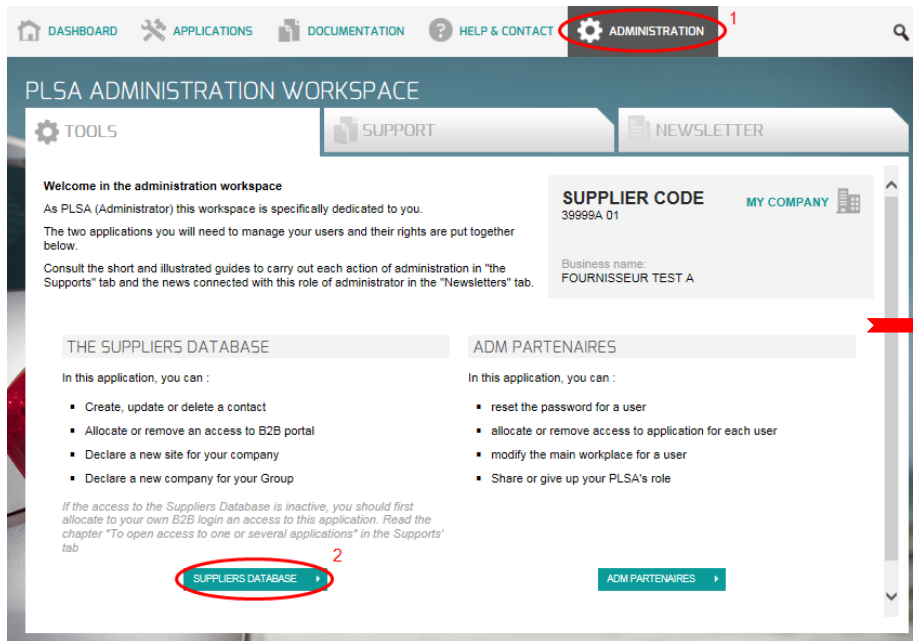 DASHBOARD APPLICATIONS DOCUMENTATION ? HELP & CONTACT ADMINISTRATION 1
PLSA ADMINISTRATION WORKSPACE
TOOLS SUPPORT NEWSLETTER
Welcome in the administration workspace
As PLSA (Administrator) this workspace is specifically dedicated to you.
The two applications you will need to manage your users and their rights are put together
below.
Consult the short and illustrated guides to carry out each action of administration in "the
Supports" tab and the news connected with this role of administrator in the "Newsletters" tab.
SUPPLIER CODE MY COMPANY
39999A 01
Business name:
FOURNISSEUR TEST A
THE SUPPLIERS DATABASE
In this application, you can :
▪ Create, update or delete a contact
▪ Allocate or remove an access to B2B portal
▪ Declare a new site for your company
▪ Declare a new company for your Group
If the access to the Suppliers Database is inactive, you should first
allocate to your own B2B login an access to this application. Read the
chapter "To open access to one or several applications" in the Supports'
tab
2
SUPPLIERS DATABASE
ADM PARTENAIRES
In this application, you can :
▪ reset the password for a user
▪ allocate or remove access to application for each user
▪ modify the main workplace for a user
▪ Share or give up your PLSA's role
ADM PARTENAIRES